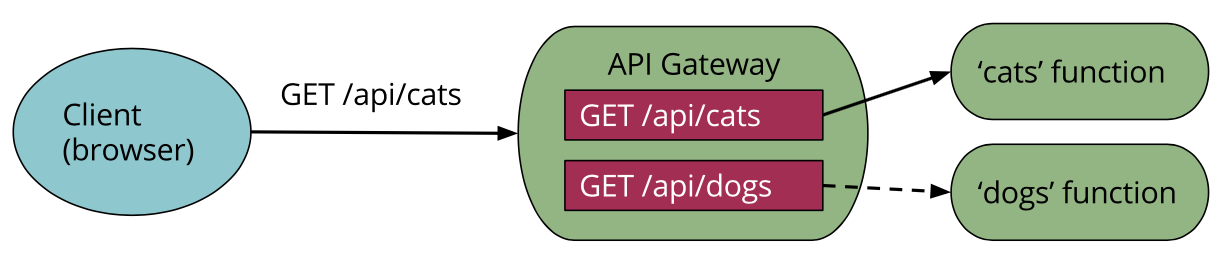 Client
(browser)
GET /api/cats
API Gateway
GET /api/cats
GET /api/dogs
‘cats’ function
‘dogs’ function